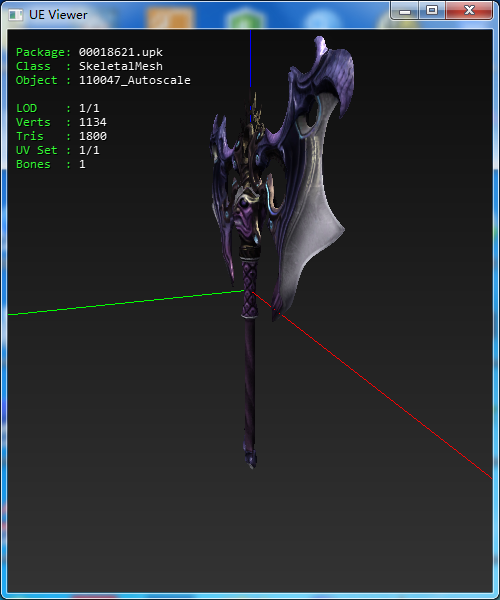 UE Viewer
Package: 00018621.upk
Class : SkeletalMesh
Object : 110047_Autoscale
LOD : 1/1
Verts : 1134
Tris : 1800
UV Set : 1/1
Bones : 1